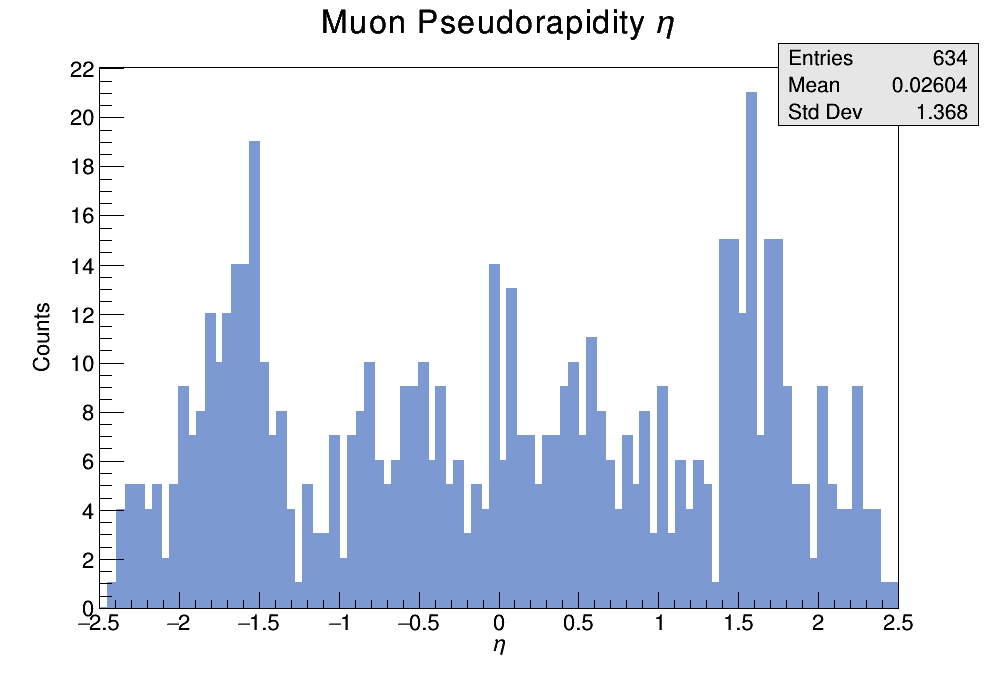 Muon Pseudorapidity η
Entries 634
Mean 0.02604
Std Dev 1.368
22
20
18
16
14
12
10
8
6
4
2
0
Counts
−2.5 −2 −1.5 −1 −0.5 0 0.5 1 1.5 2 2.5
η